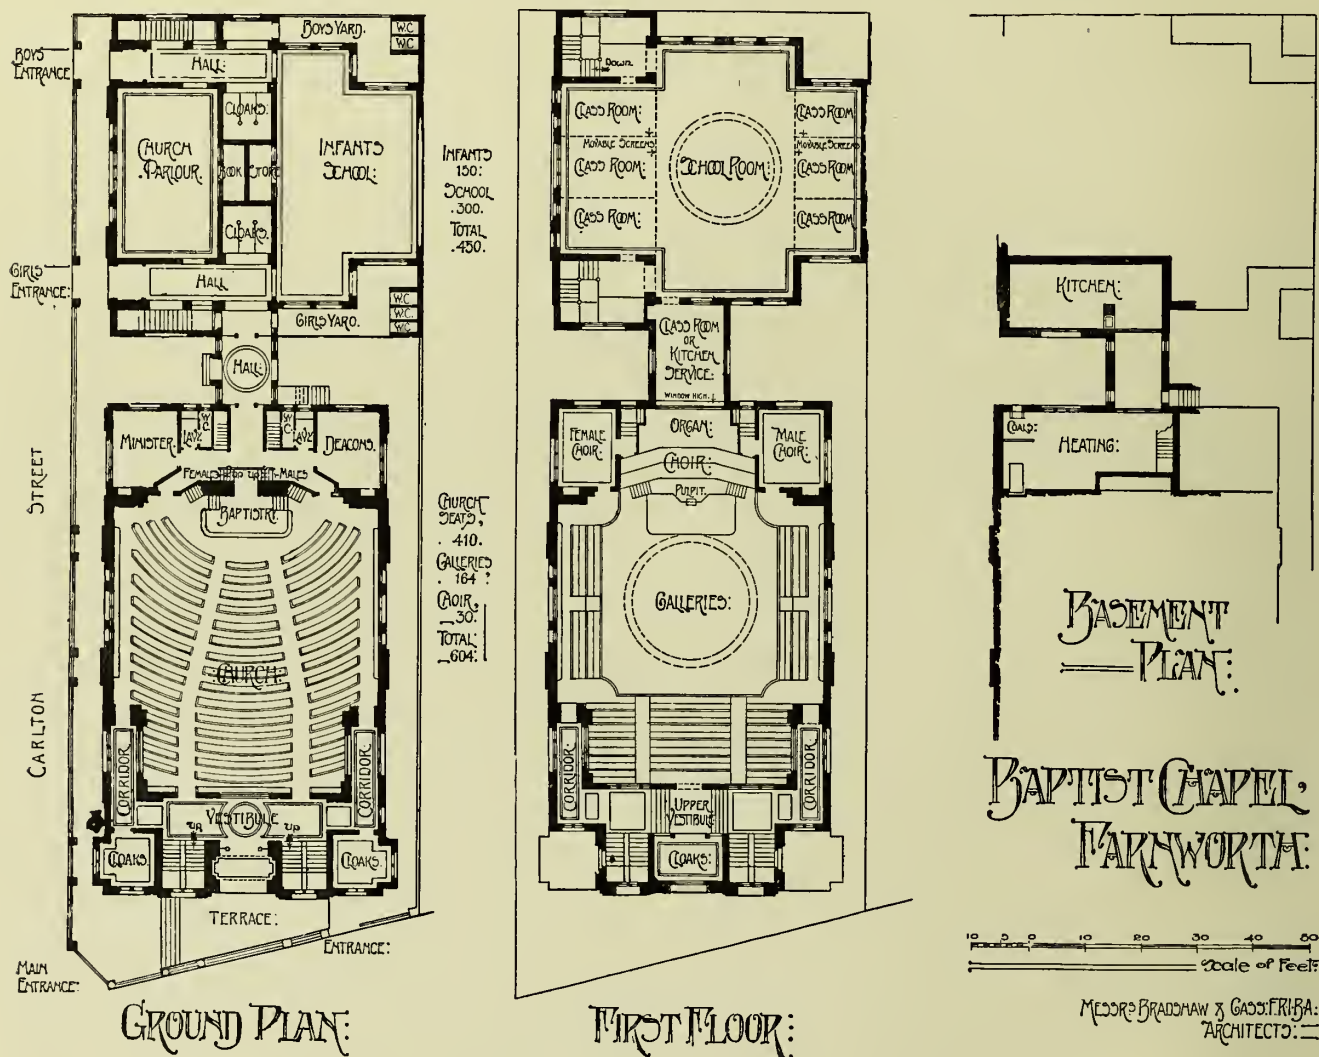 BOYS YARD.
W.C
W.C
BOYS
ENTRANCE
HALL:
CLOAKS:
CHURCH
PARLOUR.
INFANTS
SCHOOL:
BOOK STORE
CLOAKS.
GIRLS
ENTRANCE:
HALL
W.C.
W.C.
W.C.
GIRLS YARD.
HALL:
MINISTER.
LAV.
W.C.
W.C.
LAV.
DEACONS.
FEMALES
UP
MALES
BAPTISTRY.
CHURCH:
CORRIDOR.
CORRIDOR.
VESTIBULE
UP
UP
CLOAKS.
CLOAKS.
TERRACE:
ENTRANCE:
MAIN
ENTRANCE:
CARLTON STREET
GROUND PLAN:
INFANTS
150:
SCHOOL
.300.
TOTAL
.450.
CHURCH
SEATS,
. 410.
GALLERIES
. 164 :
CHOIR,
30:
TOTAL:
604:
DOWN.
CLASS ROOM:
CLASS ROOM
MOVABLE SCREENS
MOVABLE SCREENS
SCHOOL ROOM:
CLASS ROOM:
CLASS ROOM
CLASS ROOM:
CLASS ROOM
CLASS ROOM
OR
KITCHEN
SERVICE:
WINDOW HIGH.
FEMALE
CHOIR:
ORGAN:
MALE
CHOIR:
CHOIR:
PULPIT.
GALLERIES:
CORRIDOR:
CORRIDOR:
UPPER
VESTIBULE
CLOAKS:
FIRST FLOOR:
KITCHEN:
COALS:
HEATING:
BASEMENT
PLAN:
BAPTIST CHAPEL,
FARNWORTH:
10 5 0 10 20 30 40 50
Scale of Feet:
MESSRS BRADSHAW & GASS: F.R.I.B.A:
ARCHITECTS: